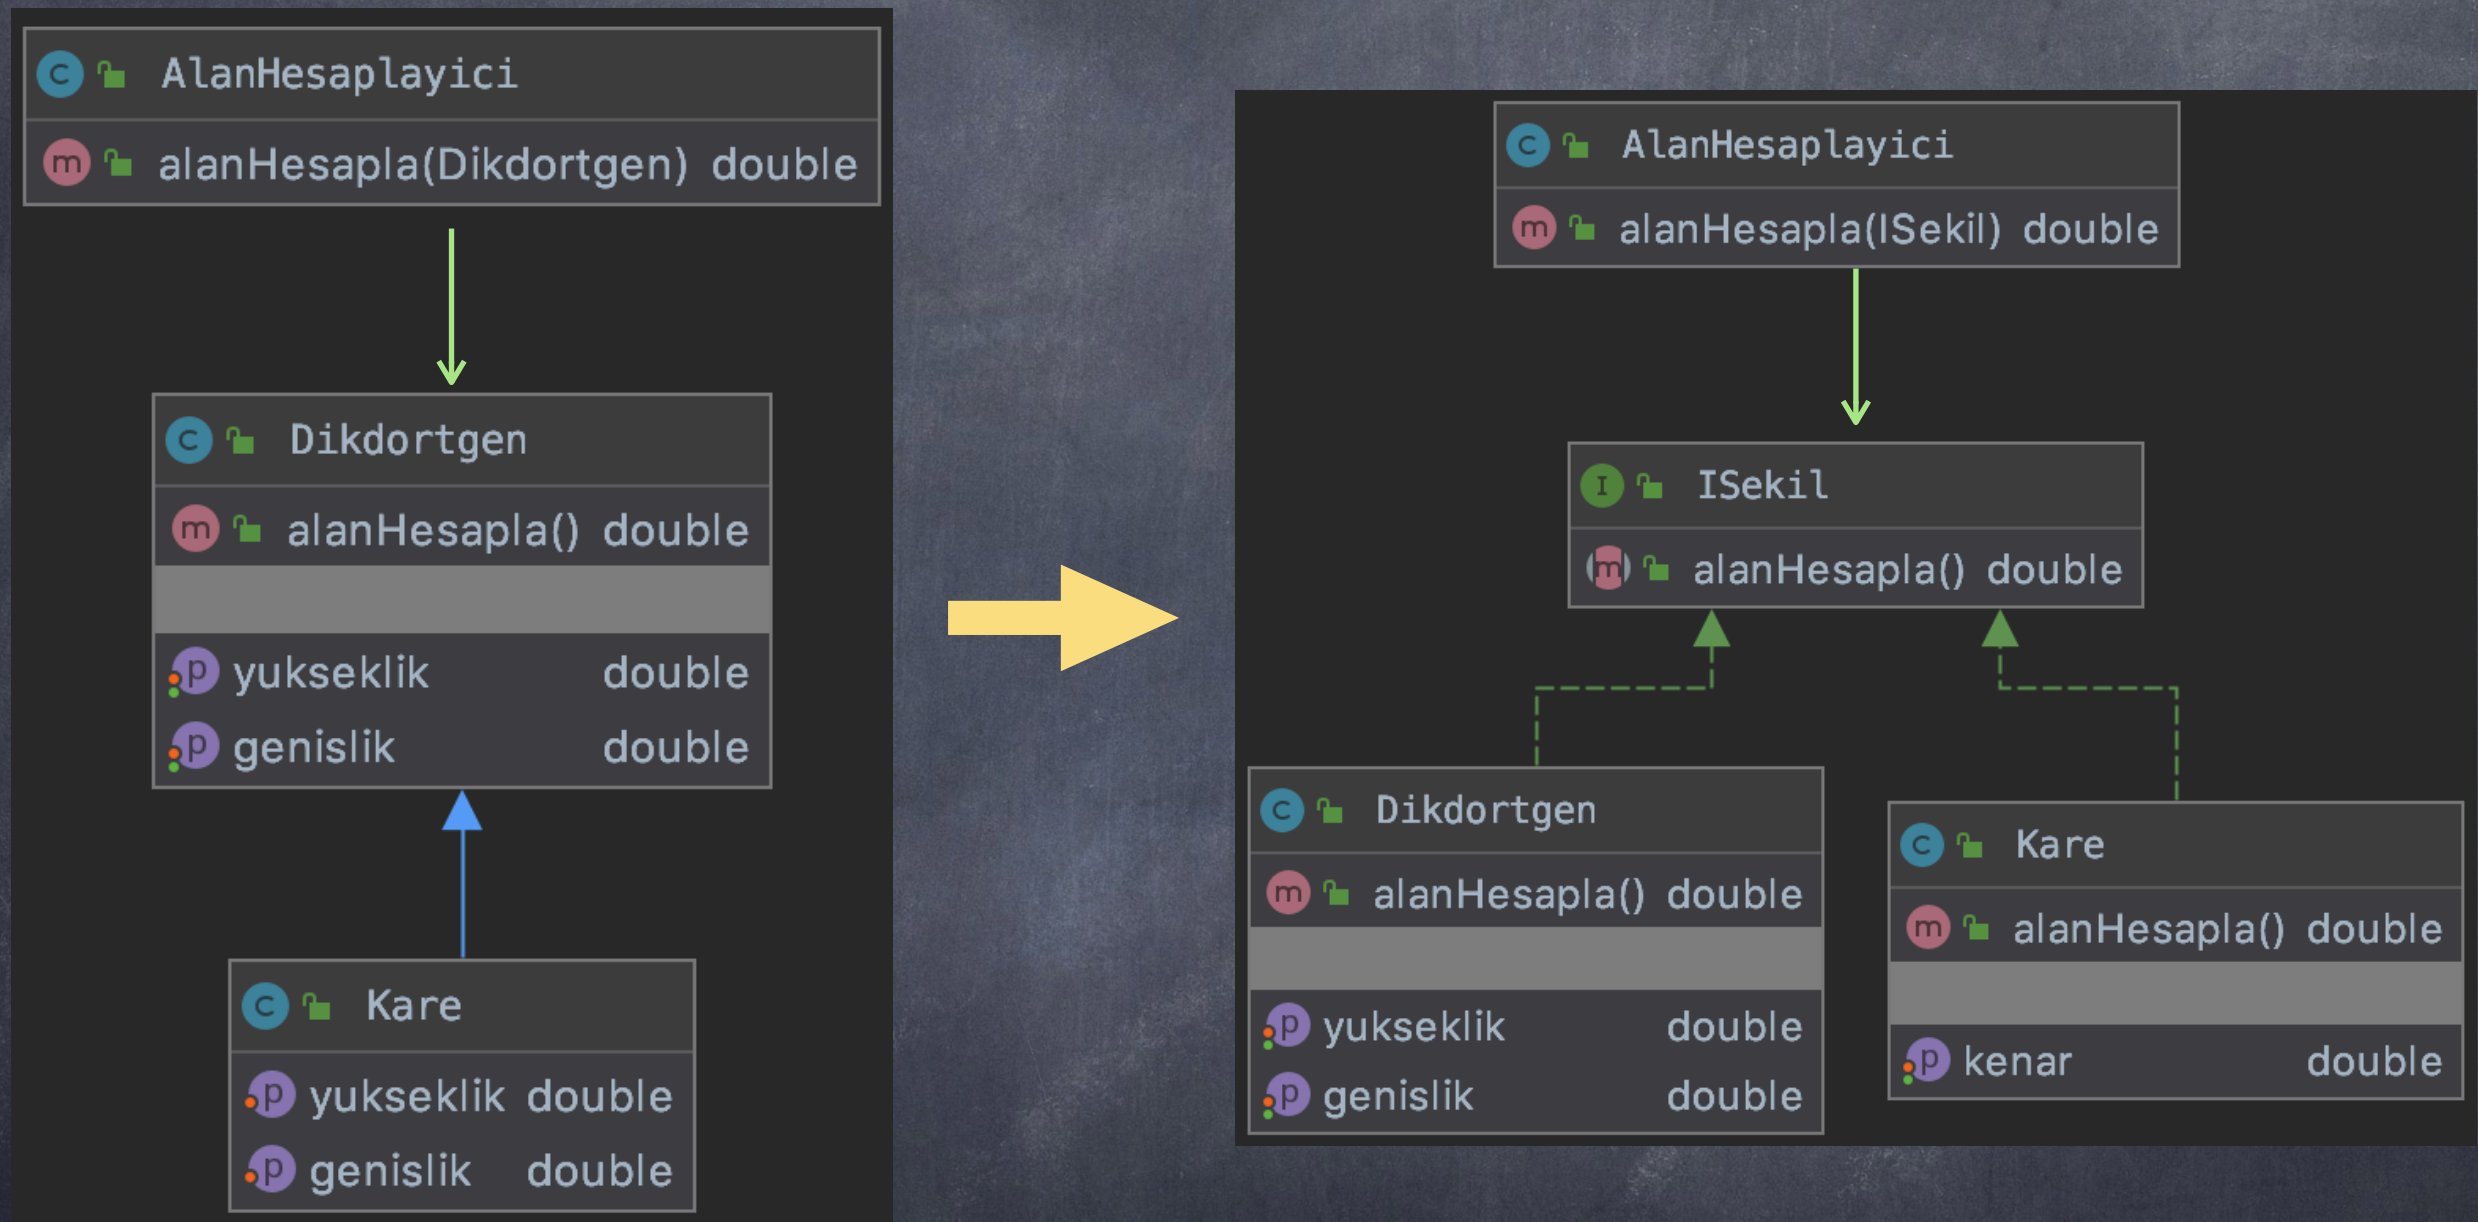 AlanHesaplayici
alanHesapla(Dikdortgen) double
Dikdortgen
alanHesapla() double
yukseklik double
genislik double
Kare
yukseklik double
genislik double
AlanHesaplayici
alanHesapla(ISekil) double
ISekil
alanHesapla() double
Dikdortgen
alanHesapla() double
yukseklik double
genislik double
Kare
alanHesapla() double
kenar double